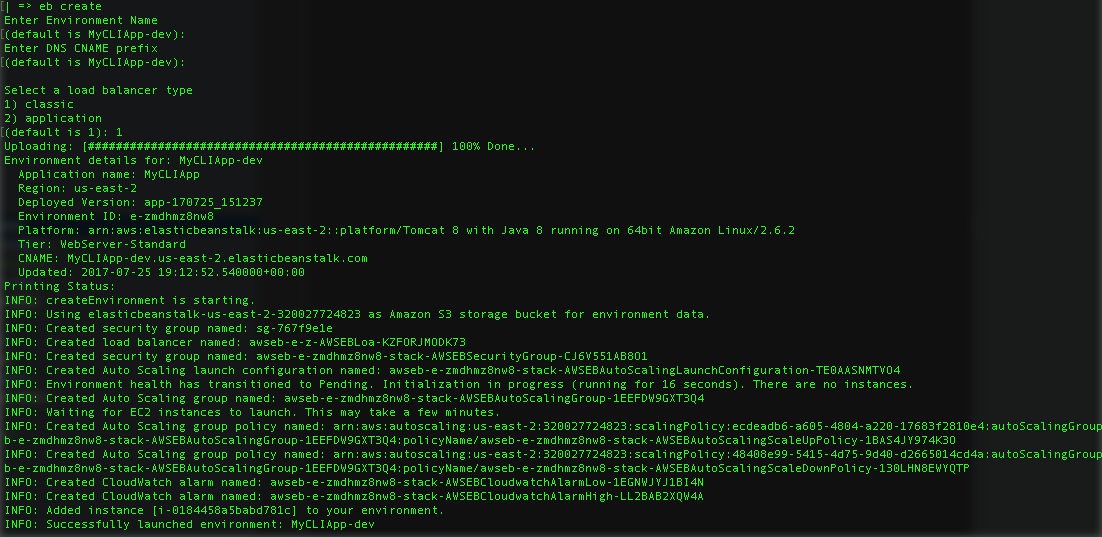 [| => eb create
Enter Environment Name
[(default is MyCLIApp-dev):
Enter DNS CNAME prefix
[(default is MyCLIApp-dev):
Select a load balancer type
1) classic
2) application
[(default is 1): 1
Uploading: [##################################################] 100% Done...
Environment details for: MyCLIApp-dev
  Application name: MyCLIApp
  Region: us-east-2
  Deployed Version: app-170725_151237
  Environment ID: e-zmdhmz8nw8
  Platform: arn:aws:elasticbeanstalk:us-east-2::platform/Tomcat 8 with Java 8 running on 64bit Amazon Linux/2.6.2
  Tier: WebServer-Standard
  CNAME: MyCLIApp-dev.us-east-2.elasticbeanstalk.com
  Updated: 2017-07-25 19:12:52.540000+00:00
Printing Status:
INFO: createEnvironment is starting.
INFO: Using elasticbeanstalk-us-east-2-320027724823 as Amazon S3 storage bucket for environment data.
INFO: Created security group named: sg-767f9e1e
INFO: Created load balancer named: awseb-e-z-AWSEBLoa-KZFORJMODK73
INFO: Created security group named: awseb-e-zmdhmz8nw8-stack-AWSEBSecurityGroup-CJ6V551AB8O1
INFO: Created Auto Scaling launch configuration named: awseb-e-zmdhmz8nw8-stack-AWSEBAutoScalingLaunchConfiguration-TE0AASNMTVO4
INFO: Environment health has transitioned to Pending. Initialization in progress (running for 16 seconds). There are no instances.
INFO: Created Auto Scaling group named: awseb-e-zmdhmz8nw8-stack-AWSEBAutoScalingGroup-1EEFDW9GXT3Q4
INFO: Waiting for EC2 instances to launch. This may take a few minutes.
INFO: Created Auto Scaling group policy named: arn:aws:autoscaling:us-east-2:320027724823:scalingPolicy:ecdeadb6-a605-4804-a220-17683f2810e4:autoScalingGroup
b-e-zmdhmz8nw8-stack-AWSEBAutoScalingGroup-1EEFDW9GXT3Q4:policyName/awseb-e-zmdhmz8nw8-stack-AWSEBAutoScalingScaleUpPolicy-1BAS4JY974K3O
INFO: Created Auto Scaling group policy named: arn:aws:autoscaling:us-east-2:320027724823:scalingPolicy:48408e99-5415-4d75-9d40-d2665014cd4a:autoScalingGroup
b-e-zmdhmz8nw8-stack-AWSEBAutoScalingGroup-1EEFDW9GXT3Q4:policyName/awseb-e-zmdhmz8nw8-stack-AWSEBAutoScalingScaleDownPolicy-130LHN8EWYQTP
INFO: Created CloudWatch alarm named: awseb-e-zmdhmz8nw8-stack-AWSEBCloudwatchAlarmLow-1EGNWJYJ1BI4N
INFO: Created CloudWatch alarm named: awseb-e-zmdhmz8nw8-stack-AWSEBCloudwatchAlarmHigh-LL2BAB2XQW4A
INFO: Added instance [i-0184458a5babd781c] to your environment.
INFO: Successfully launched environment: MyCLIApp-dev